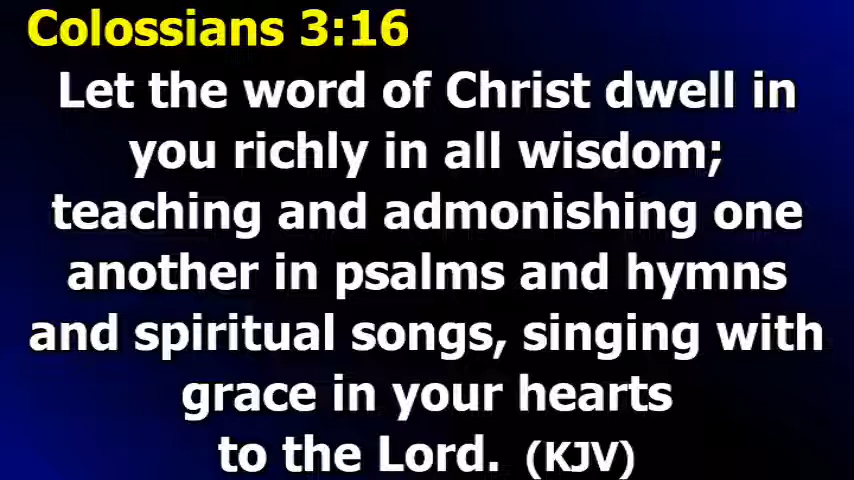 Colossians 3:16
Let the word of Christ dwell in
you richly in all wisdom;
teaching and admonishing one
another in psalms and hymns
and spiritual songs, singing with
grace in your hearts
to the Lord. (KJV)